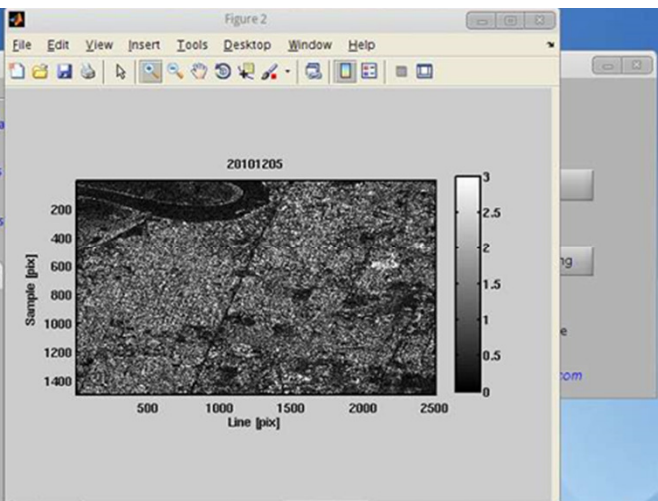 Figure 2
File Edit View Insert Tools Desktop Window Help
20101205
3
2.5
2
1.5
1
0.5
0
Sample [pix]
200
400
600
800
1000
1200
1400
500 1000 1500 2000 2500
Line [pix]
ng
e
com